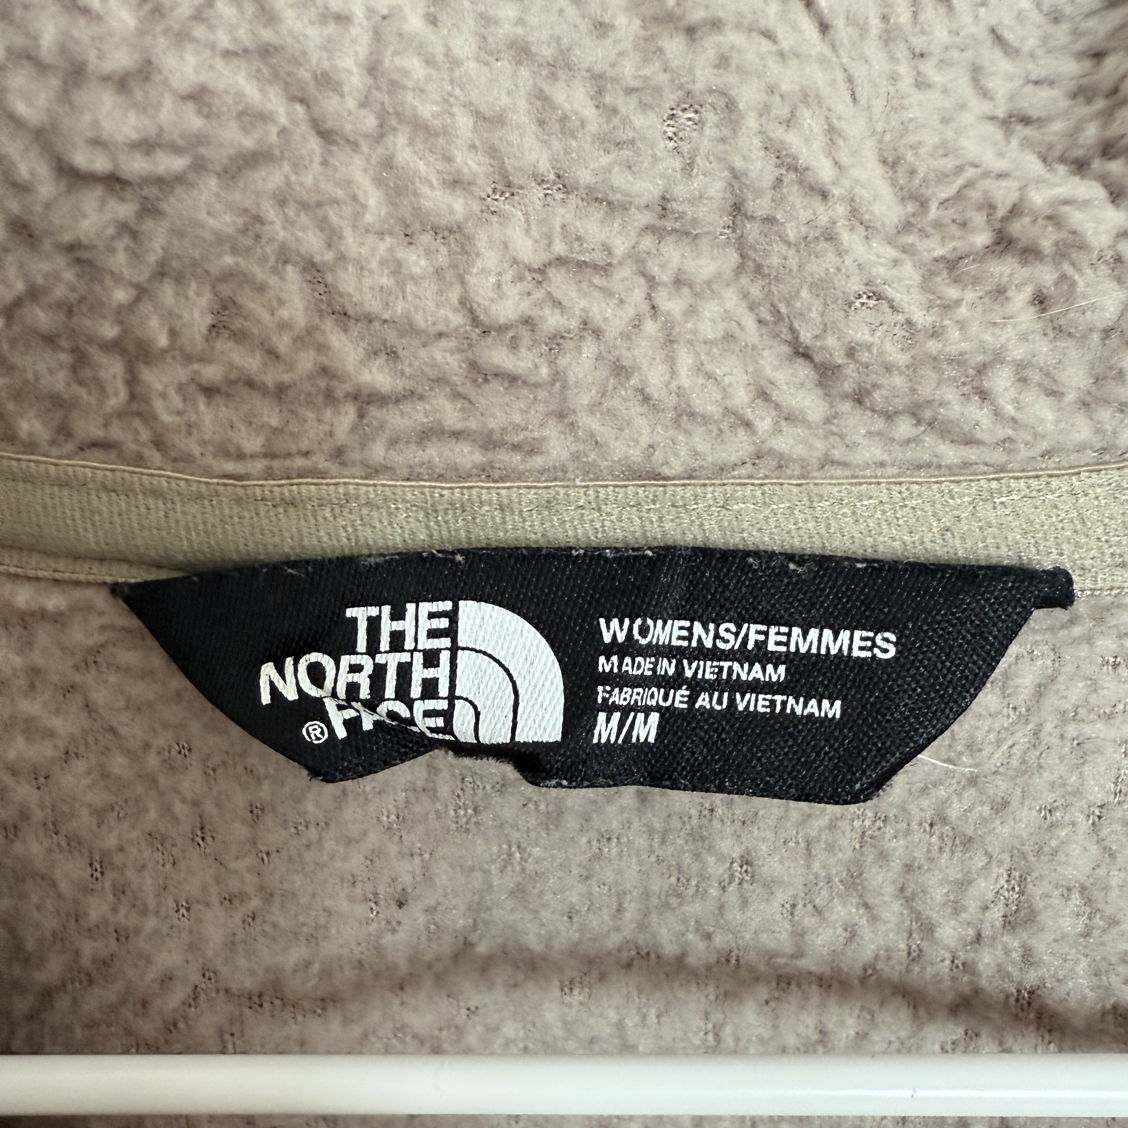 THE
NORTH
FACE
®
WOMENS/FEMMES
MADE IN VIETNAM
FABRIQUÉ AU VIETNAM
M/M